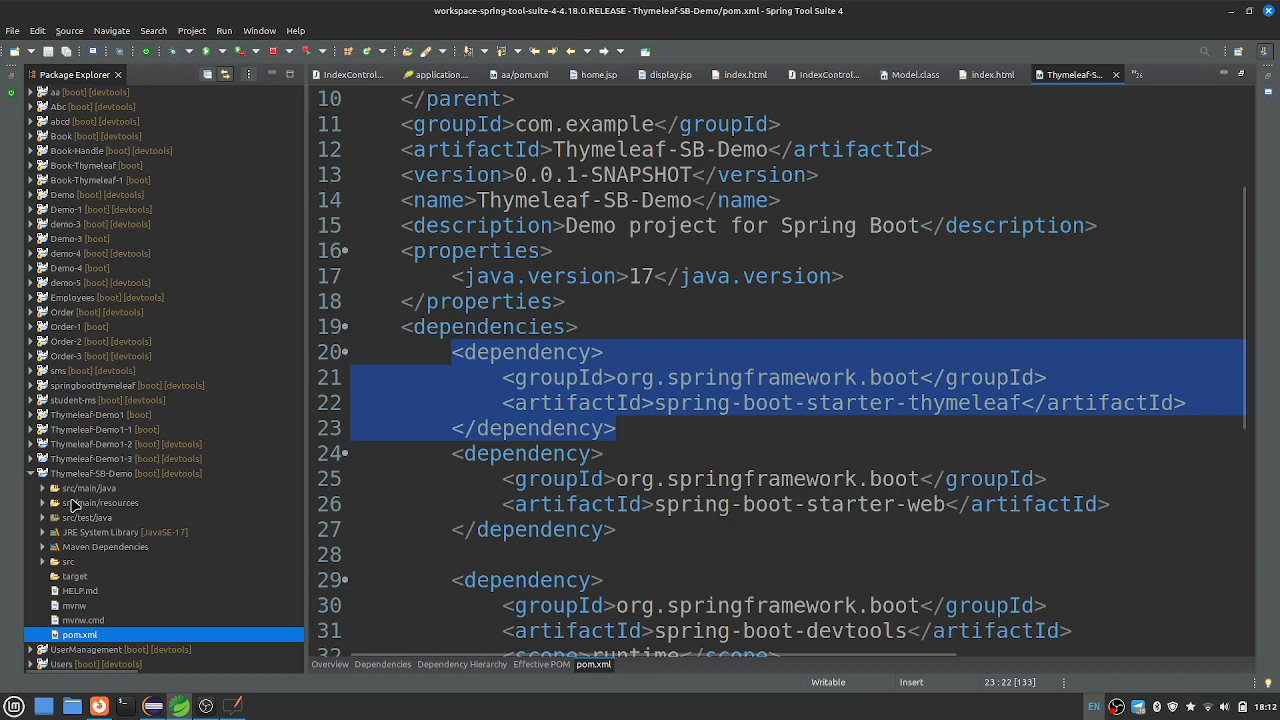 workspace-spring-tool-suite-4-4.18.0.RELEASE - Thymeleaf-SB-Demo/pom.xml - Spring Tool Suite 4
File Edit Source Navigate Search Project Run Window Help
Package Explorer
IndexControl... application.... aa/pom.xml home.jsp display.jsp index.html IndexControl... Model.class index.html Thymeleaf-S... »26
aa [boot] [devtools]
Abc [boot] [devtools]
abcd [boot] [devtools]
Book [boot] [devtools]
Book-Handle [boot] [devtools]
Book-Thymeleaf [boot]
Book-Thymeleaf-1 [boot]
Demo [boot] [devtools]
Demo-1 [boot] [devtools]
demo-3 [boot] [devtools]
Demo-3 [boot]
demo-4 [boot] [devtools]
Demo-4 [boot]
demo-5 [boot] [devtools]
Employees [boot] [devtools]
Order [boot] [devtools]
Order-1 [boot]
Order-2 [boot] [devtools]
Order-3 [boot] [devtools]
sms [boot] [devtools]
springbootthymeleaf [boot] [devtools]
student-ms [boot] [devtools]
Thymeleaf-Demo1 [boot]
Thymeleaf-Demo1-1 [boot]
Thymeleaf-Demo1-2 [boot] [devtools]
Thymeleaf-Demo1-3 [boot] [devtools]
Thymeleaf-SB-Demo [boot] [devtools]
src/main/java
src/main/resources
src/test/java
JRE System Library [JavaSE-17]
Maven Dependencies
src
target
HELP.md
mvnw
mvnw.cmd
pom.xml
UserManagement [boot] [devtools]
Users [boot] [devtools]
10 </parent>
11 <groupId>com.example</groupId>
12 <artifactId>Thymeleaf-SB-Demo</artifactId>
13 <version>0.0.1-SNAPSHOT</version>
14 <name>Thymeleaf-SB-Demo</name>
15 <description>Demo project for Spring Boot</description>
16 <properties>
17 <java.version>17</java.version>
18 </properties>
19 <dependencies>
20 <dependency>
21 <groupId>org.springframework.boot</groupId>
22 <artifactId>spring-boot-starter-thymeleaf</artifactId>
23 </dependency>
24 <dependency>
25 <groupId>org.springframework.boot</groupId>
26 <artifactId>spring-boot-starter-web</artifactId>
27 </dependency>
28
29 <dependency>
30 <groupId>org.springframework.boot</groupId>
31 <artifactId>spring-boot-devtools</artifactId>
32 <scope>runtime</scope>
Overview Dependencies Dependency Hierarchy Effective POM pom.xml
Writable Insert 23 : 22 [133]
EN 18:12